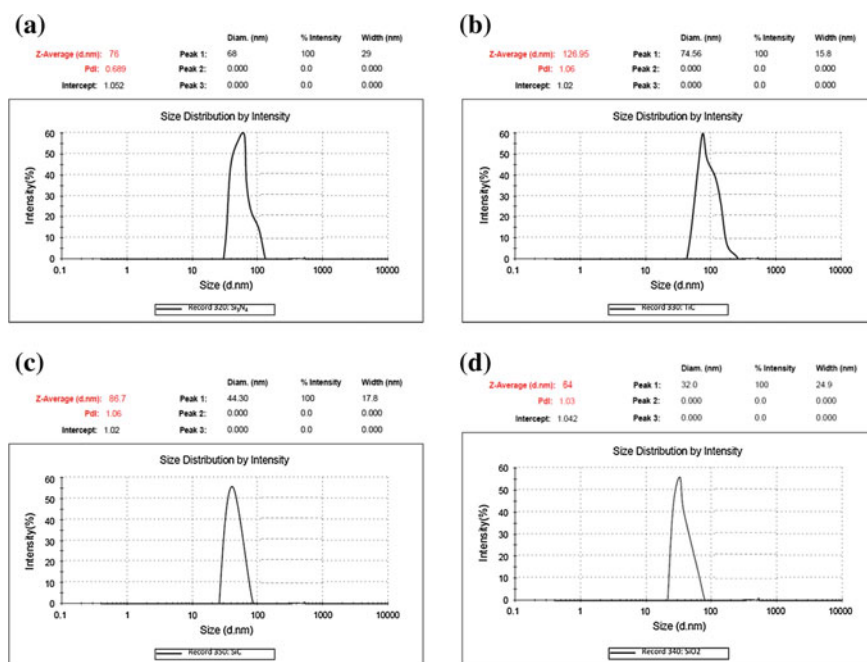 (a)
Diam. (nm) % Intensity Width (nm)
Z-Average (d.nm): 76 Peak 1: 68 100 29
PdI: 0.689 Peak 2: 0.000 0.0 0.000
Intercept: 1.052 Peak 3: 0.000 0.0 0.000
Size Distribution by Intensity
Intensity(%)
60
50
40
30
20
10
0
0.1 1 10 100 1000 10000
Size (d.nm)
Record 320: Si₃N₄
(b)
Diam. (nm) % Intensity Width (nm)
Z-Average (d.nm): 126.95 Peak 1: 74.56 100 15.8
PdI: 1.06 Peak 2: 0.000 0.0 0.000
Intercept: 1.02 Peak 3: 0.000 0.0 0.000
Size Distribution by Intensity
Intensity(%)
60
50
40
30
20
10
0
0.1 1 10 100 1000 10000
Size (d.nm)
Record 330: TiC
(c)
Diam. (nm) % Intensity Width (nm)
Z-Average (d.nm): 86.7 Peak 1: 44.30 100 17.8
PdI: 1.06 Peak 2: 0.000 0.0 0.000
Intercept: 1.02 Peak 3: 0.000 0.0 0.000
Size Distribution by Intensity
Intensity(%)
60
50
40
30
20
10
0
0.1 1 10 100 1000 10000
Size (d.nm)
Record 350: SiC
(d)
Diam. (nm) % Intensity Width (nm)
Z-Average (d.nm): 64 Peak 1: 32.0 100 24.9
PdI: 1.03 Peak 2: 0.000 0.0 0.000
Intercept: 1.042 Peak 3: 0.000 0.0 0.000
Size Distribution by Intensity
Intensity(%)
60
50
40
30
20
10
0
0.1 1 10 100 1000 10000
Size (d.nm)
Record 340: SiO2